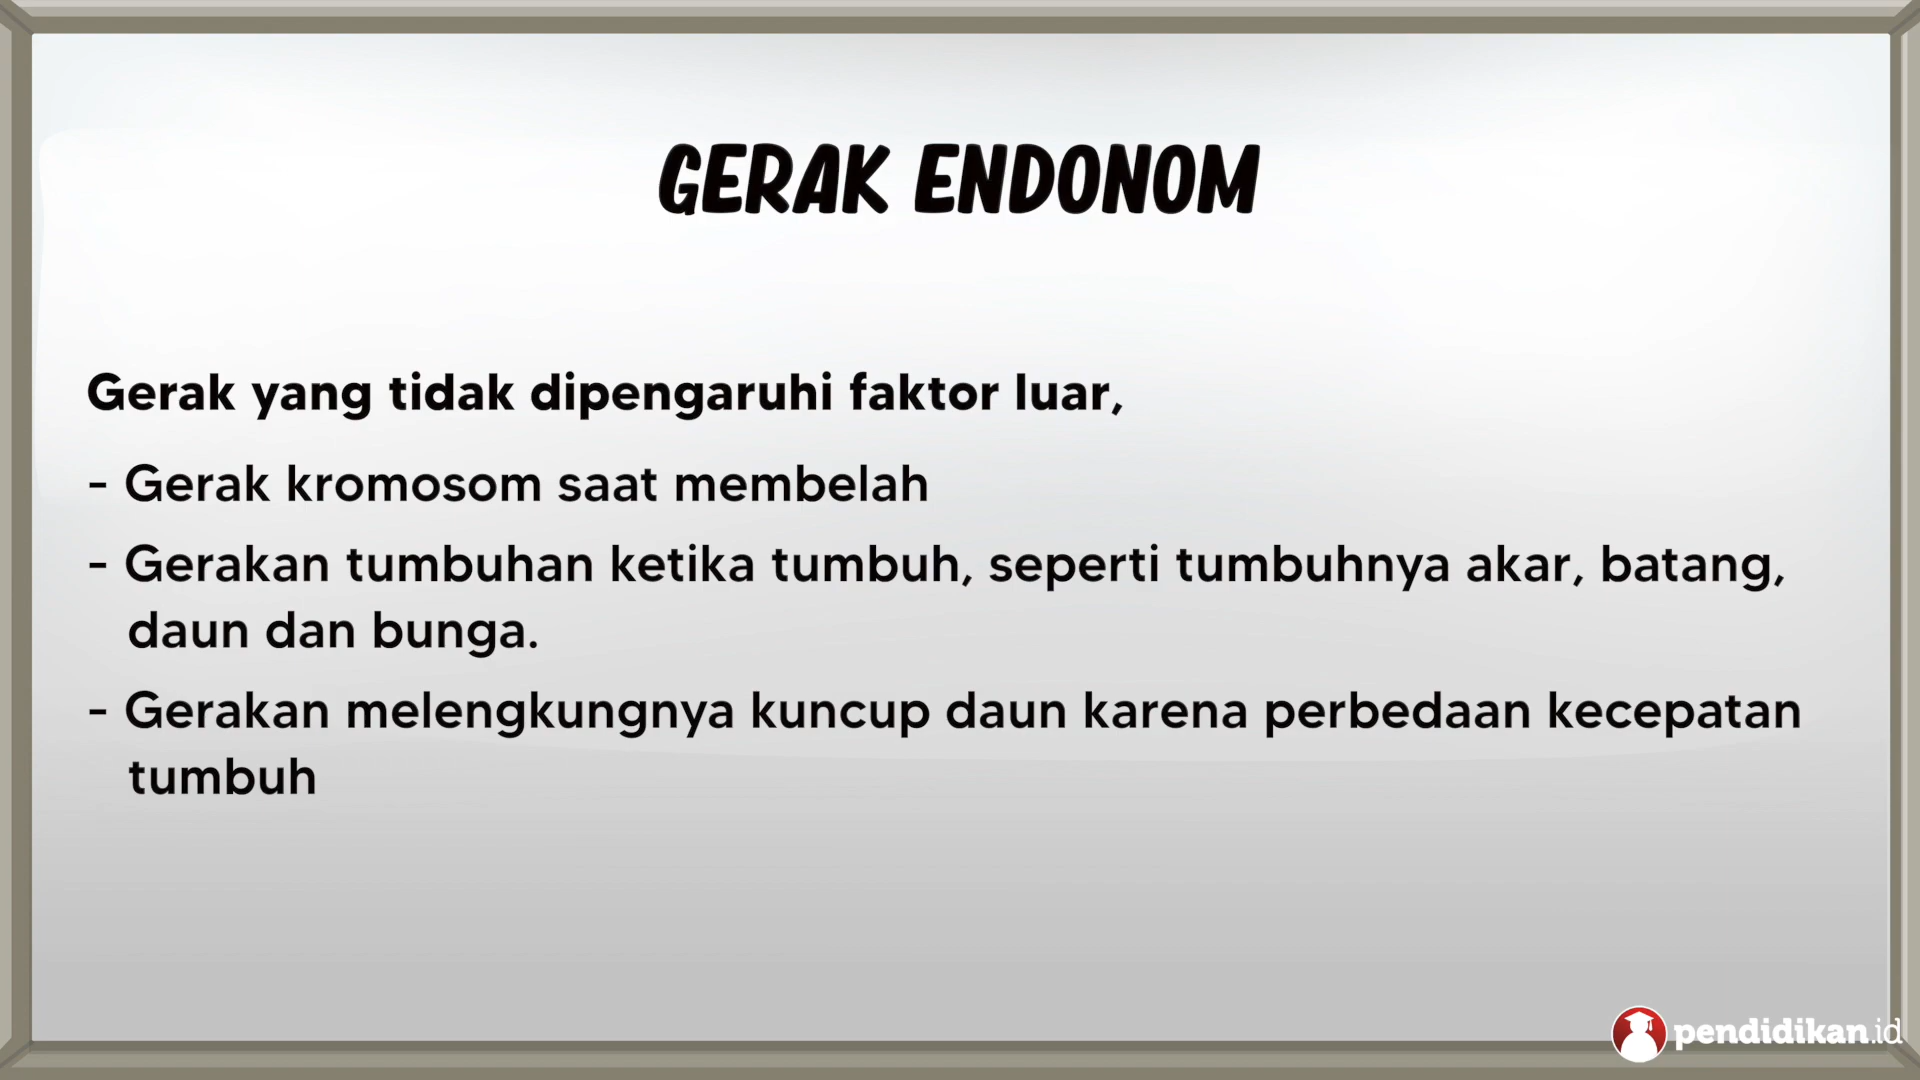 GERAK ENDONOM
Gerak yang tidak dipengaruhi faktor luar,
- Gerak kromosom saat membelah
- Gerakan tumbuhan ketika tumbuh, seperti tumbuhnya akar, batang,
daun dan bunga.
- Gerakan melengkungnya kuncup daun karena perbedaan kecepatan
tumbuh
pendidikan.id